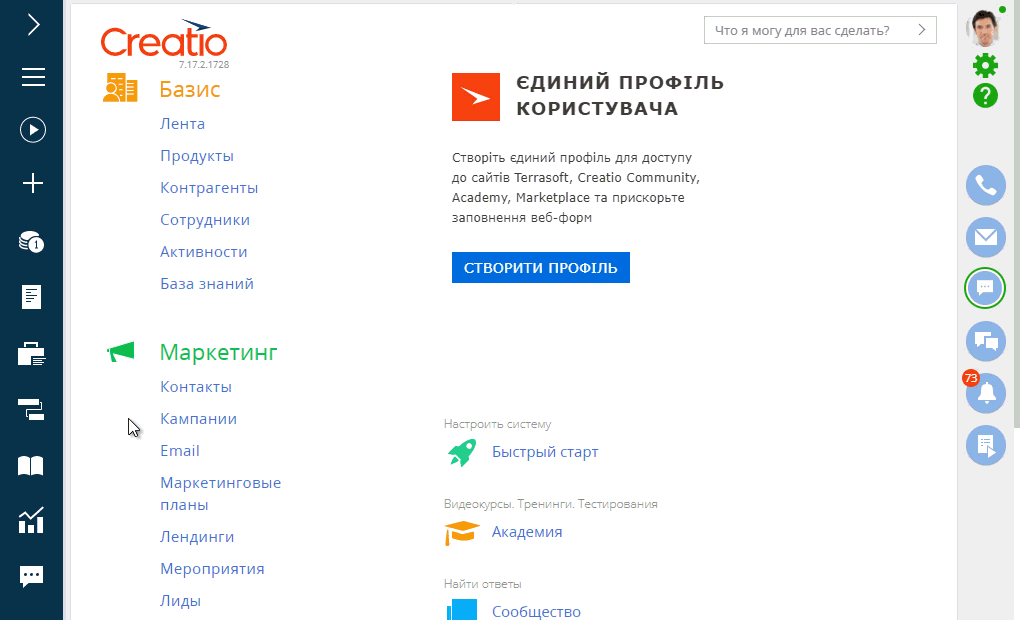 Creatio
7.17.2.1728
Что я могу для вас сделать?
Базис
Лента
Продукты
Контрагенты
Сотрудники
Активности
База знаний
Маркетинг
Контакты
Кампании
Email
Маркетинговые
планы
Лендинги
Мероприятия
Лиды
ЄДИНИЙ ПРОФІЛЬ
КОРИСТУВАЧА
Створіть єдиний профіль для доступу
до сайтів Terrasoft, Creatio Community,
Academy, Marketplace та прискорьте
заповнення веб-форм
СТВОРИТИ ПРОФІЛЬ
Настроить систему
Быстрый старт
Видеокурсы. Тренинги. Тестирования
Академия
Найти ответы
Сообщество
1
?
73